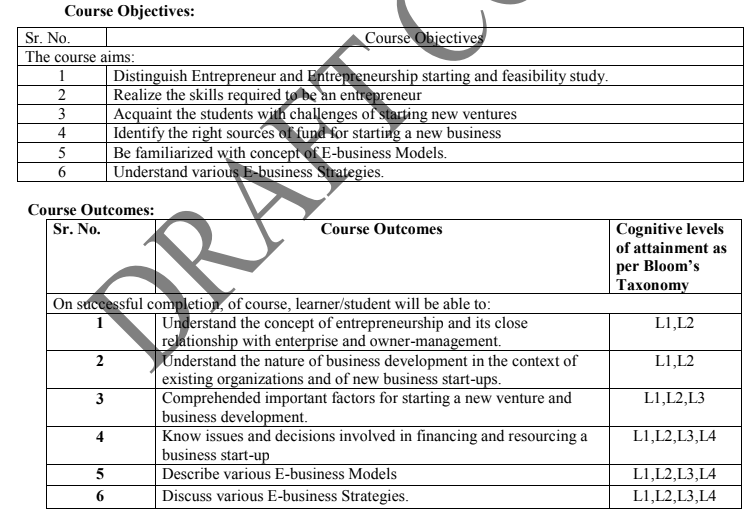 Course Objectives:
Sr. No. Course Objectives
The course aims:
1 Distinguish Entrepreneur and Entrepreneurship starting and feasibility study.
2 Realize the skills required to be an entrepreneur
3 Acquaint the students with challenges of starting new ventures
4 Identify the right sources of fund for starting a new business
5 Be familiarized with concept of E-business Models.
6 Understand various E-business Strategies.
Course Outcomes:
Sr. No. Course Outcomes Cognitive levels
of attainment as
per Bloom’s
Taxonomy
On successful completion, of course, learner/student will be able to:
1 Understand the concept of entrepreneurship and its close L1,L2
relationship with enterprise and owner-management.
2 Understand the nature of business development in the context of L1,L2
existing organizations and of new business start-ups.
3 Comprehended important factors for starting a new venture and L1,L2,L3
business development.
4 Know issues and decisions involved in financing and resourcing a L1,L2,L3,L4
business start-up
5 Describe various E-business Models L1,L2,L3,L4
6 Discuss various E-business Strategies. L1,L2,L3,L4
DRAFT CO